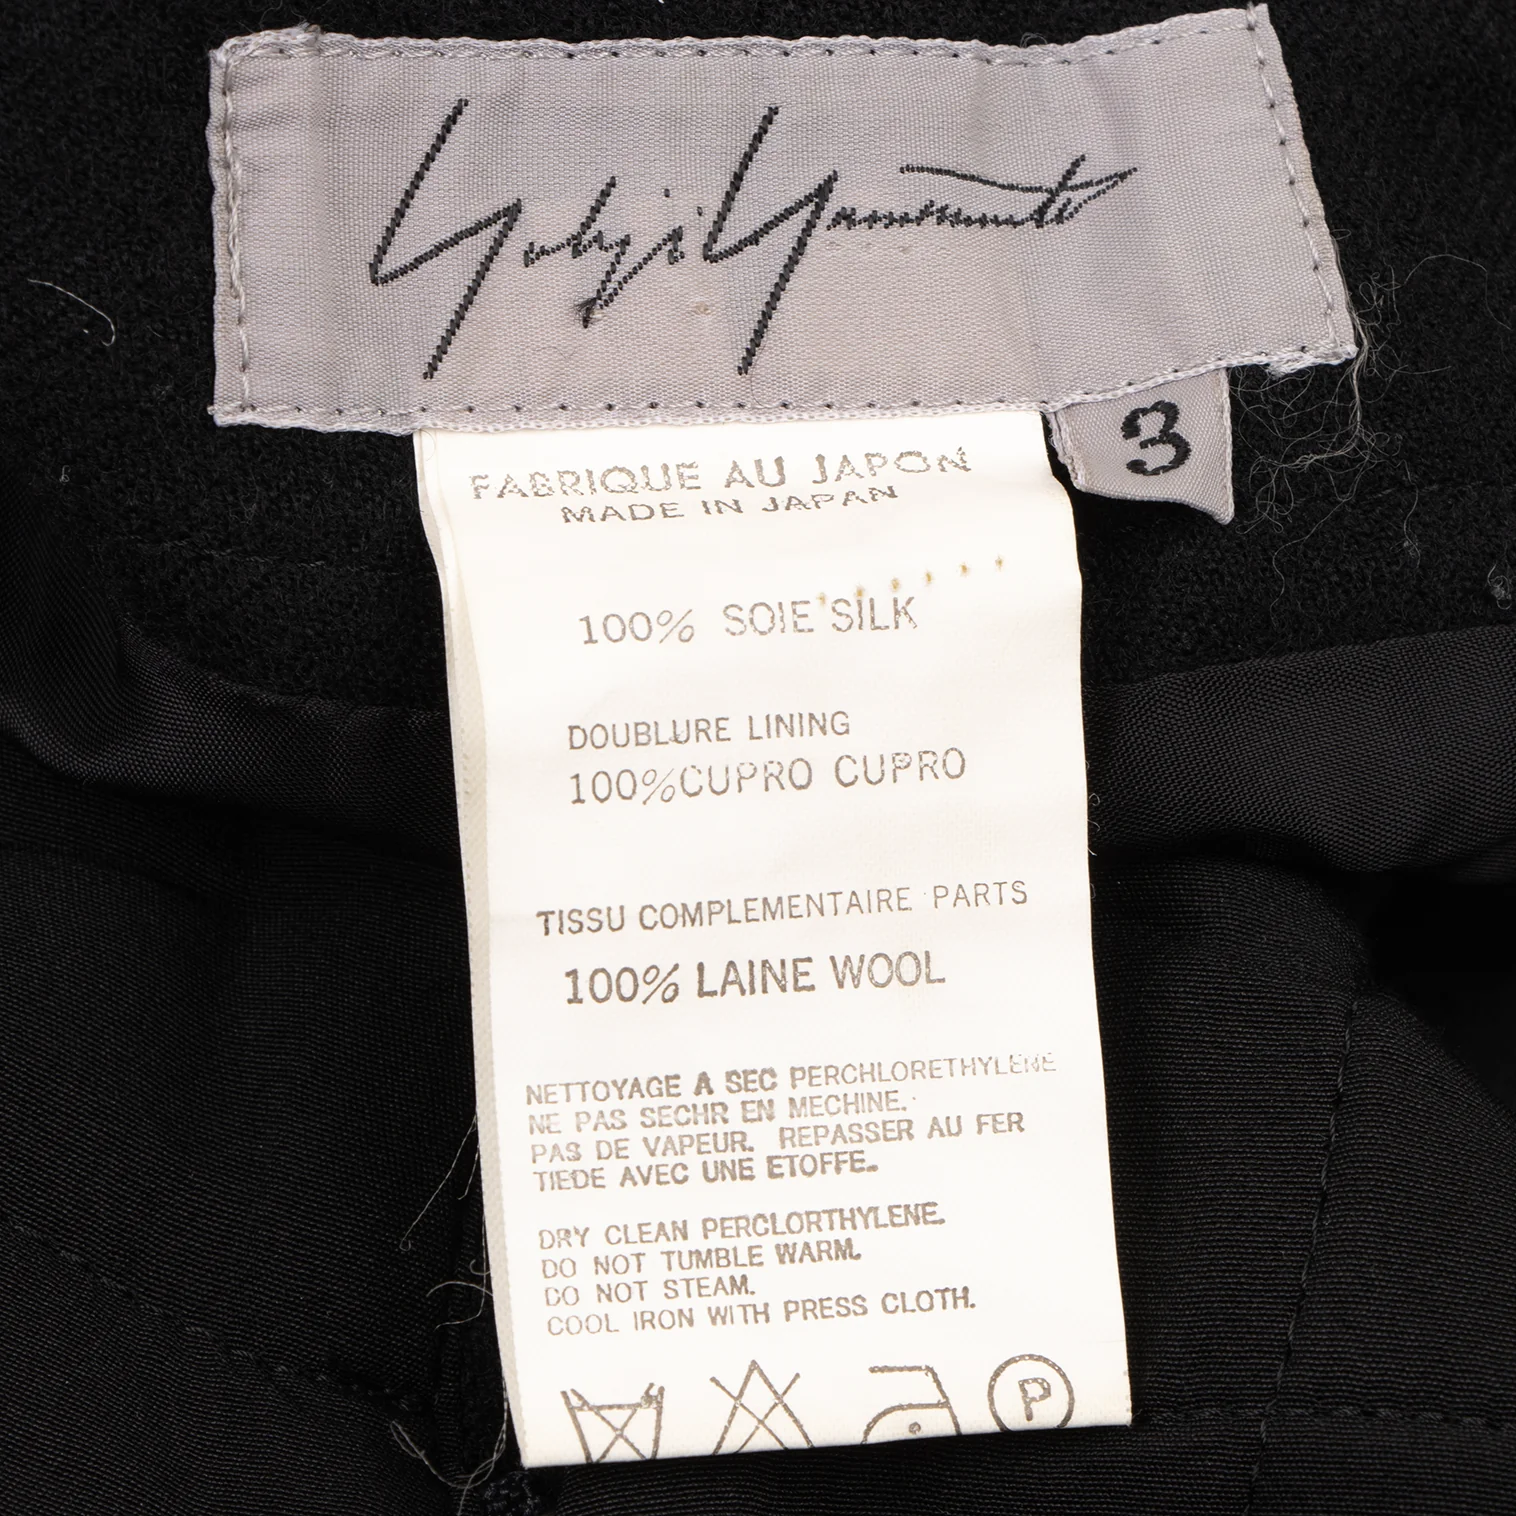 Yohji Yamamoto
3
FABRIQUE AU JAPON
MADE IN JAPAN
100% SOIE SILK
DOUBLURE LINING
100%CUPRO CUPRO
TISSU COMPLEMENTAIRE PARTS
100% LAINE WOOL
NETTOYAGE A SEC PERCHLORETHYLENE
NE PAS SECHR EN MECHINE.
PAS DE VAPEUR. REPASSER AU FER
TIEDE AVEC UNE ETOFFE.
DRY CLEAN PERCLORTHYLENE.
DO NOT TUMBLE WARM.
DO NOT STEAM.
COOL IRON WITH PRESS CLOTH.
P